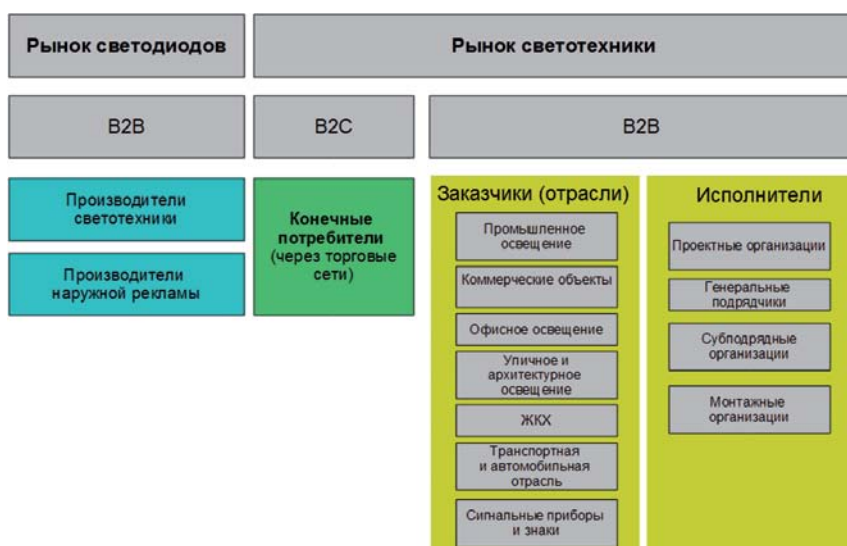 Рынок светодиодов
Рынок светотехники
B2B
B2C
B2B
Производители
светотехники
Производители
наружной рекламы
Конечные
потребители
(через торговые
сети)
Заказчики (отрасли)
Промышленное
освещение
Коммерческие объекты
Офисное освещение
Уличное и
архитектурное
освещение
ЖКХ
Транспортная
и автомобильная
отрасль
Сигнальные приборы
и знаки
Исполнители
Проектные организации
Генеральные
подрядчики
Субподрядные
организации
Монтажные
организации